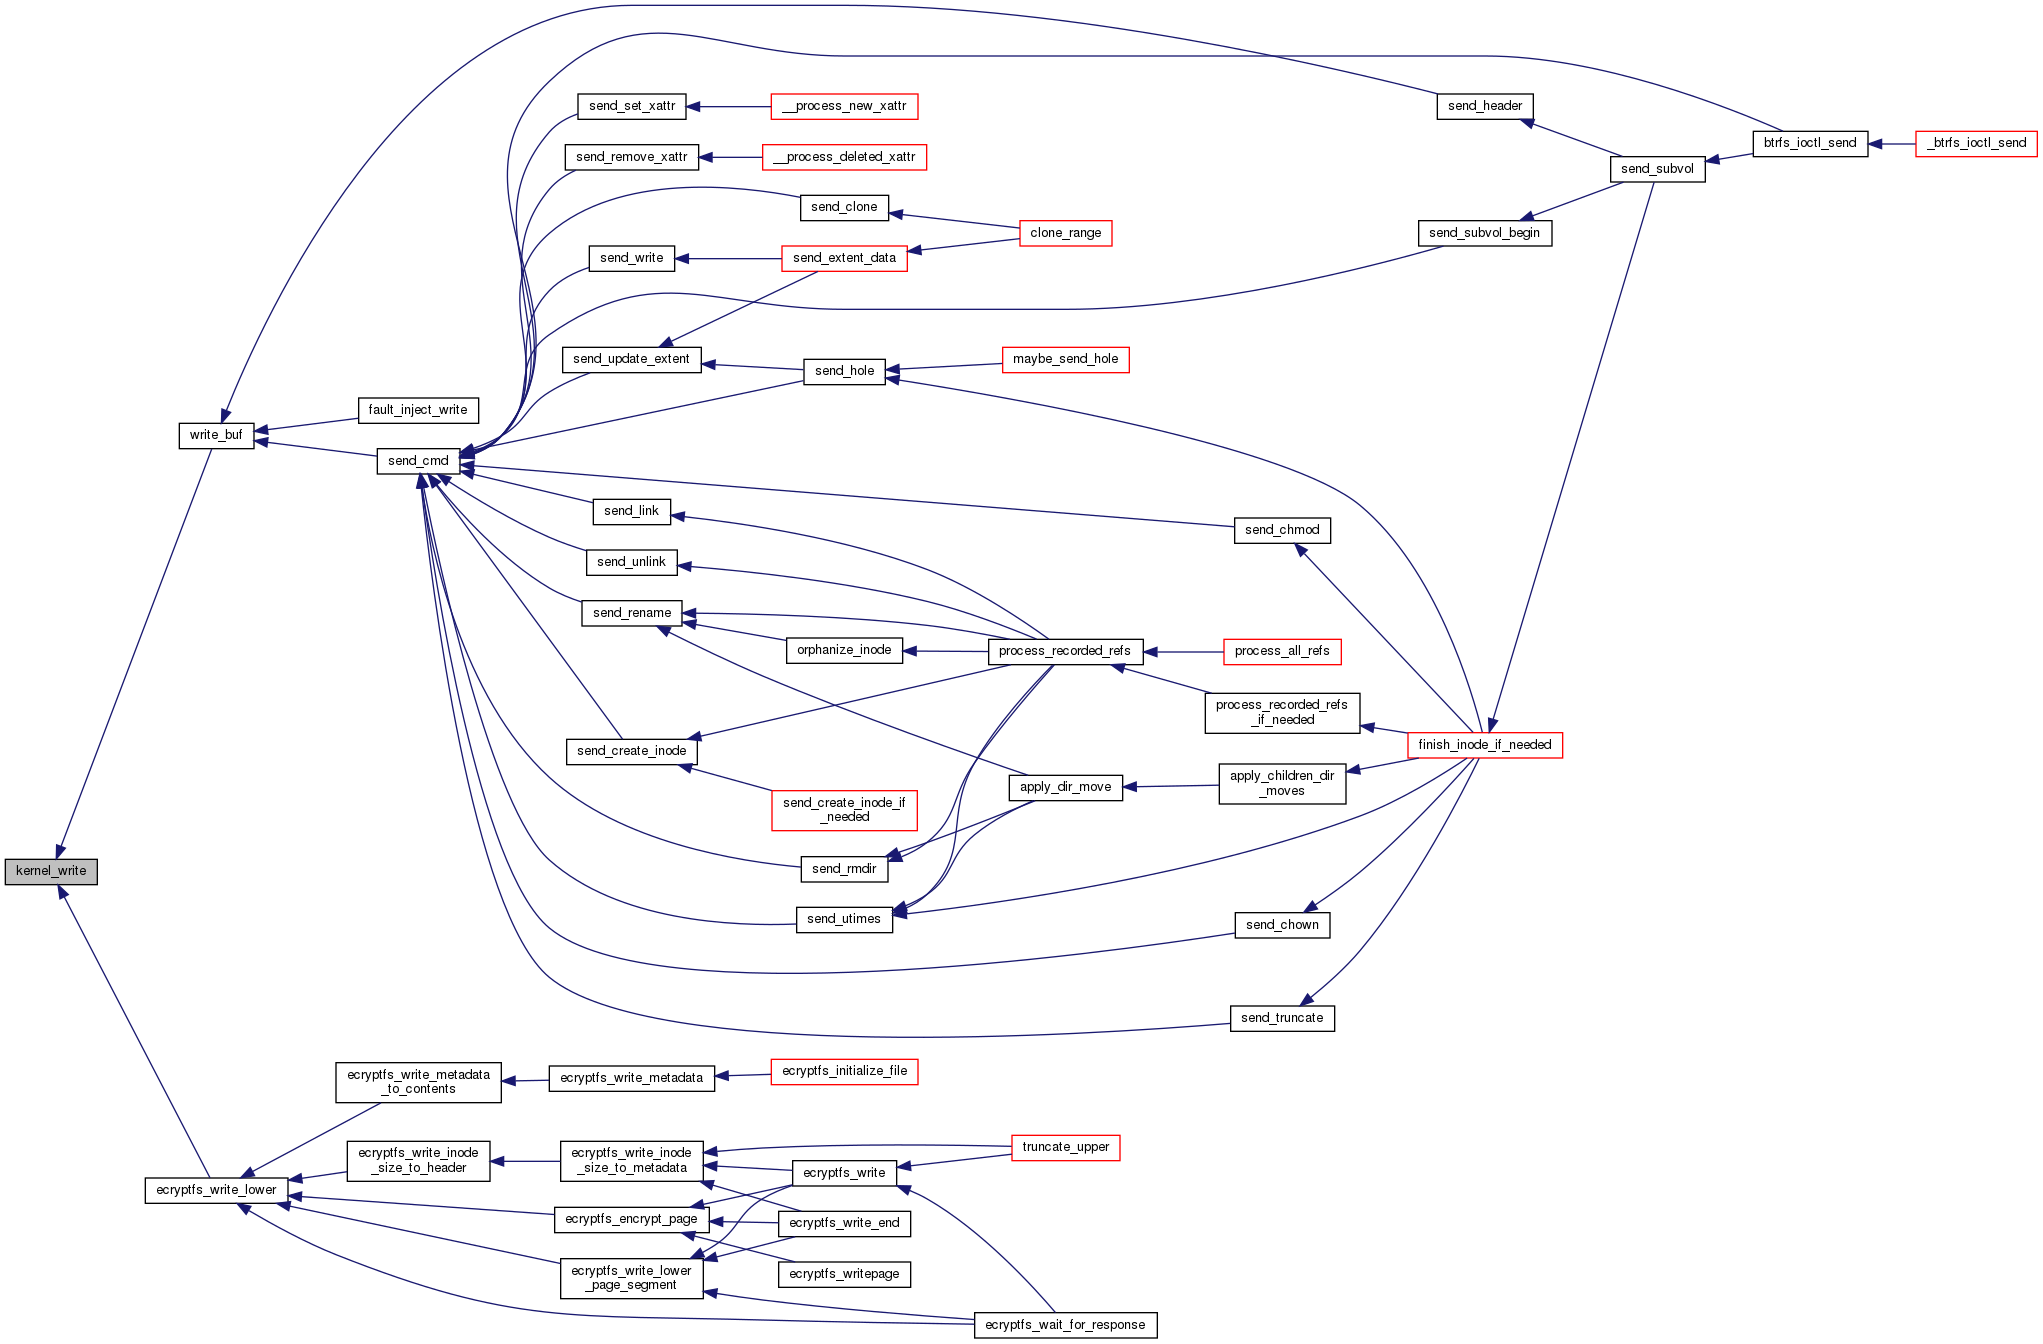 send_set_xattr
__process_new_xattr
send_header
btrfs_ioctl_send
_btrfs_ioctl_send
send_remove_xattr
__process_deleted_xattr
send_subvol
send_clone
clone_range
send_subvol_begin
send_write
send_extent_data
send_update_extent
send_hole
maybe_send_hole
fault_inject_write
write_buf
send_cmd
send_link
send_chmod
send_unlink
send_rename
orphanize_inode
process_recorded_refs
process_all_refs
process_recorded_refs
_if_needed
send_create_inode
finish_inode_if_needed
apply_dir_move
apply_children_dir
_moves
send_create_inode_if
_needed
kernel_write
send_rmdir
send_utimes
send_chown
send_truncate
ecryptfs_write_metadata
_to_contents
ecryptfs_write_metadata
ecryptfs_initialize_file
ecryptfs_write_inode
_size_to_header
ecryptfs_write_inode
_size_to_metadata
truncate_upper
ecryptfs_write
ecryptfs_write_lower
ecryptfs_encrypt_page
ecryptfs_write_end
ecryptfs_write_lower
_page_segment
ecryptfs_writepage
ecryptfs_wait_for_response